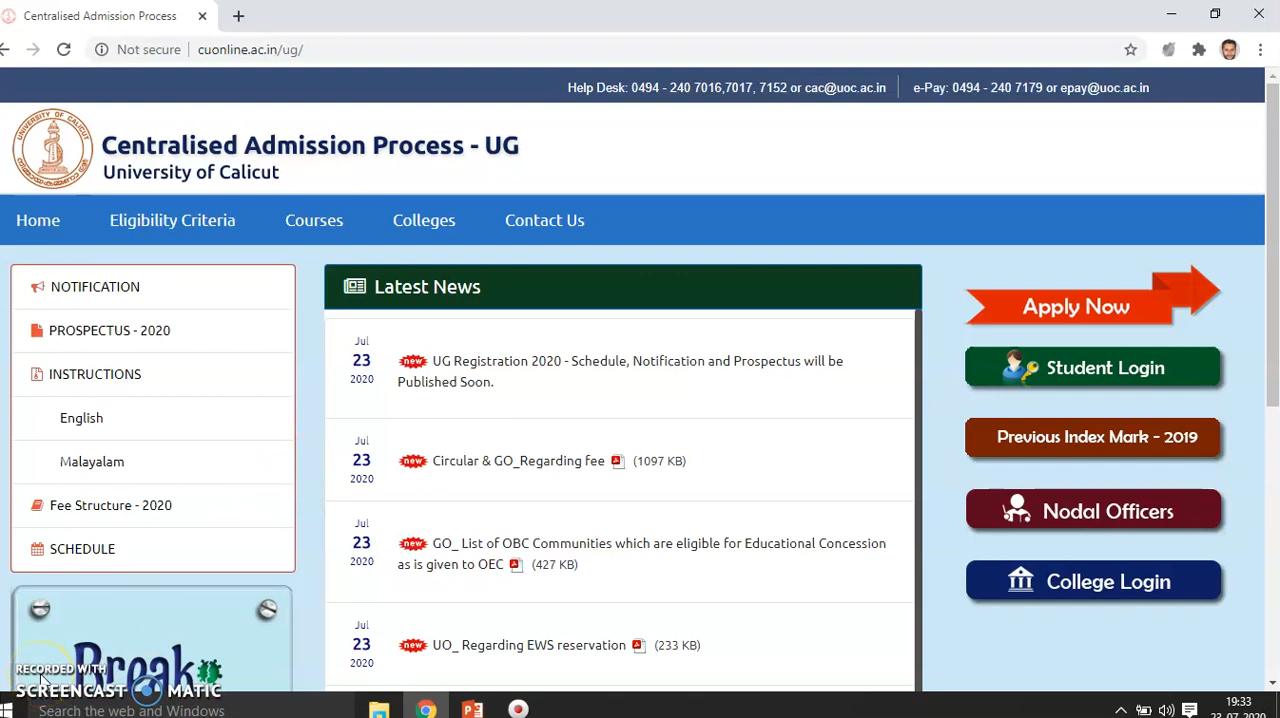 Centralised Admission Process
Not secure | cuonline.ac.in/ug/
Help Desk: 0494 - 240 7016,7017, 7152 or cac@uoc.ac.in
e-Pay: 0494 - 240 7179 or epay@uoc.ac.in
Centralised Admission Process - UG
University of Calicut
Home Eligibility Criteria Courses Colleges Contact Us
NOTIFICATION
PROSPECTUS - 2020
INSTRUCTIONS
English
Malayalam
Fee Structure - 2020
SCHEDULE
Break
Latest News
Jul
23
2020
new UG Registration 2020 - Schedule, Notification and Prospectus will be
Published Soon.
Jul
23
2020
new Circular & GO_Regarding fee (1097 KB)
Jul
23
2020
new GO_ List of OBC Communities which are eligible for Educational Concession
as is given to OEC (427 KB)
Jul
23
2020
new UO_ Regarding EWS reservation (233 KB)
Apply Now
Student Login
Previous Index Mark - 2019
Nodal Officers
College Login
RECORDED WITH
SCREENCAST MATIC
Search the web and Windows
19:33
23-07-2020